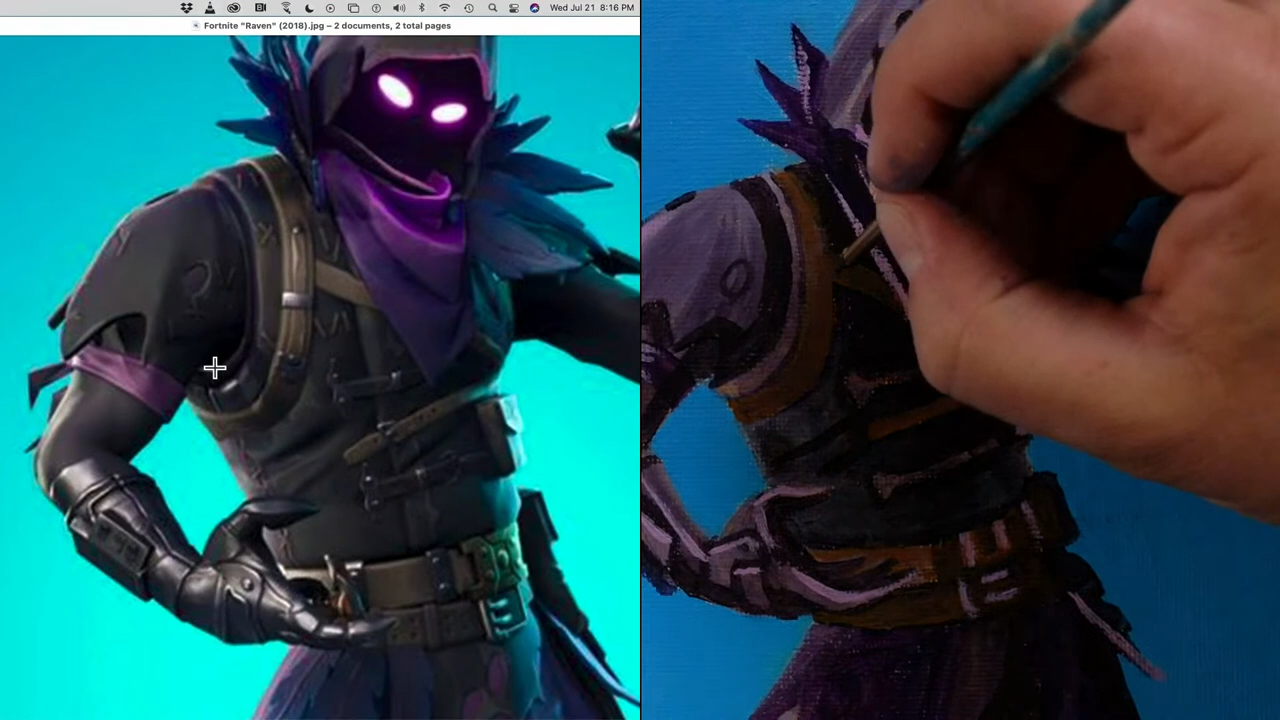 Wed Jul 21 8:16 PM
Fortnite "Raven" (2018).jpg – 2 documents, 2 total pages